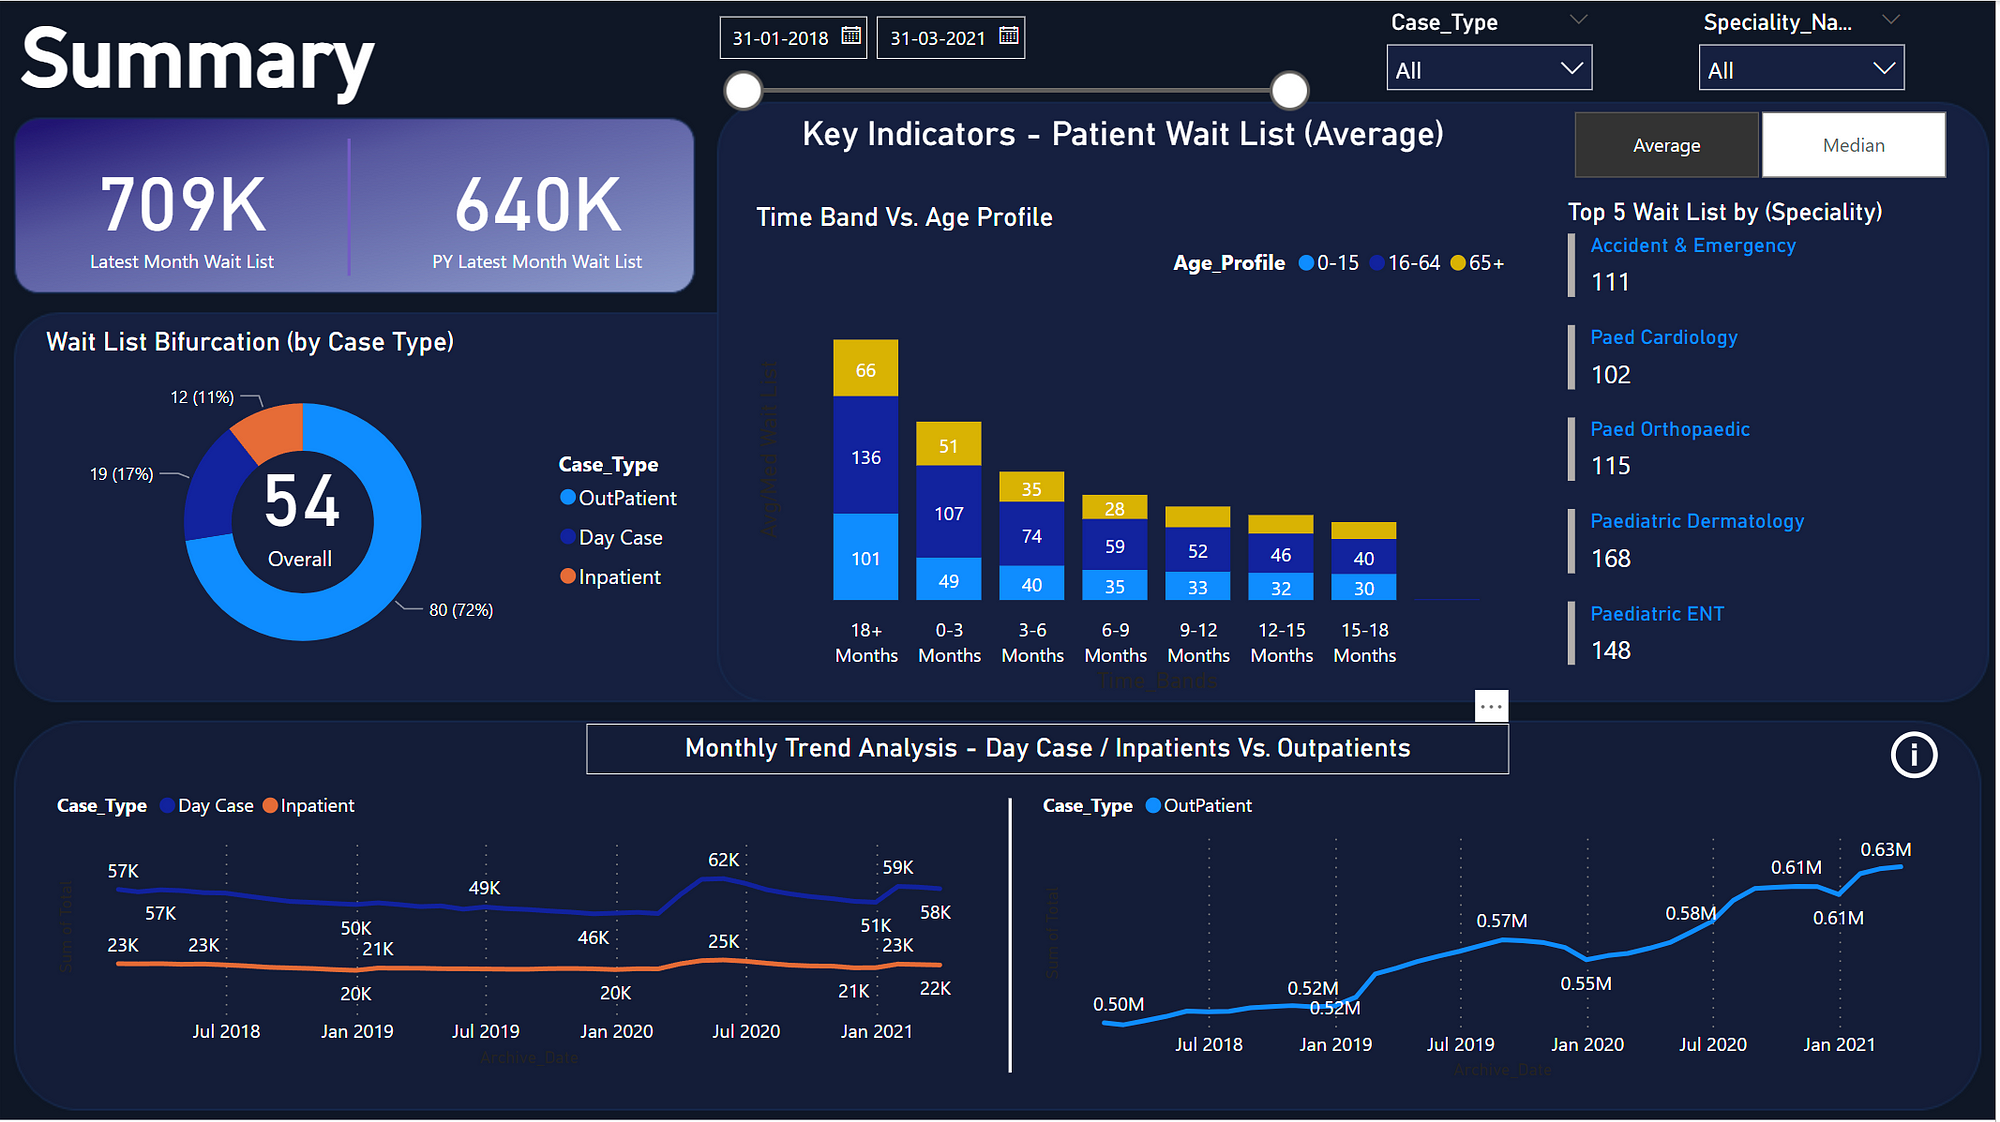 Summary
31-01-2018
31-03-2021
Case_Type
All
Speciality_Na...
All
709K
Latest Month Wait List
640K
PY Latest Month Wait List
Key Indicators - Patient Wait List (Average)
Average
Median
Time Band Vs. Age Profile
Age_Profile 0-15 16-64 65+
Avg/Med Wait List
66
136
101
51
107
49
35
74
40
28
59
35
52
33
46
32
40
30
18+ Months
0-3 Months
3-6 Months
6-9 Months
9-12 Months
12-15 Months
15-18 Months
Time_Bands
Top 5 Wait List by (Speciality)
Accident & Emergency
111
Paed Cardiology
102
Paed Orthopaedic
115
Paediatric Dermatology
168
Paediatric ENT
148
Wait List Bifurcation (by Case Type)
12 (11%)
19 (17%)
54
Overall
80 (72%)
Case_Type
OutPatient
Day Case
Inpatient
Monthly Trend Analysis - Day Case / Inpatients Vs. Outpatients
Case_Type Day Case Inpatient
Sum of Total
57K
57K
50K
49K
46K
62K
51K
59K
58K
23K
23K
20K
21K
20K
25K
21K
23K
22K
Jul 2018 Jan 2019 Jul 2019 Jan 2020 Jul 2020 Jan 2021
Archive_Date
Case_Type OutPatient
Sum of Total
0.50M
0.52M
0.52M
0.57M
0.55M
0.58M
0.61M
0.61M
0.63M
Jul 2018 Jan 2019 Jul 2019 Jan 2020 Jul 2020 Jan 2021
Archive_Date